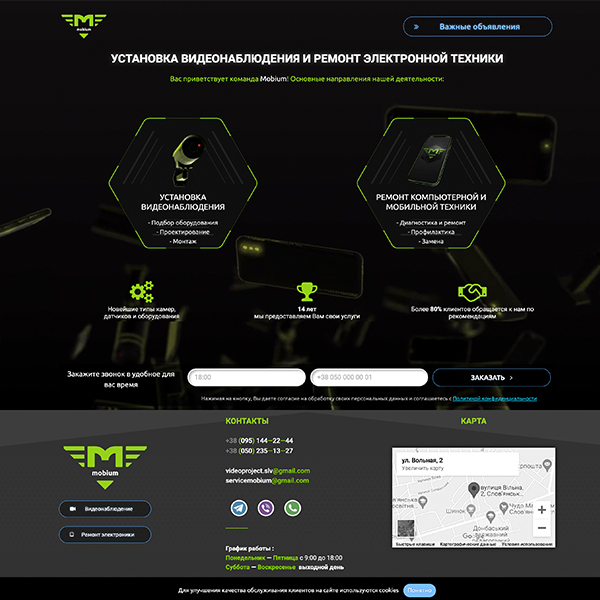 M
mobium
Важные объявления
УСТАНОВКА ВИДЕОНАБЛЮДЕНИЯ И РЕМОНТ ЭЛЕКТРОННОЙ ТЕХНИКИ
Вас приветствует команда Mobium! Основные направления нашей деятельности:
УСТАНОВКА
ВИДЕОНАБЛЮДЕНИЯ
- Подбор оборудования
- Проектирование
- Монтаж
РЕМОНТ КОМПЬЮТЕРНОЙ И
МОБИЛЬНОЙ ТЕХНИКИ
- Диагностика и ремонт
- Профилактика
- Замена
Новейшие типы камер,
датчиков и оборудования
14 лет
мы предоставляем Вам свои услуги
Более 80% клиентов обращается к нам по
рекомендациям
Закажите звонок в удобное для
вас время
18:00
+38 050 000 00 01
ЗАКАЗАТЬ
Нажимая на кнопку, Вы даете согласие на обработку своих персональных данных и соглашаетесь с Политикой конфиденциальности
M
mobium
Видеонаблюдение
Ремонт электроники
КОНТАКТЫ
+38 (095) 144–22–44
+38 (050) 235–13–27
videoproject.slv@gmail.com
servicemobium@gmail.com
График работы :
Понедельник — Пятница с 9:00 до 18:00
Суббота — Воскресенье выходной день
КАРТА
ул. Вольная, 2
Увеличить карту
вулиця Вільна,
2, Слов'янськ...
Шинок
Чудо Ма
Слов'янськ...
Донбаський
державний
Быстрые клавиши
Картографические данные
Условия использования
Для улучшения качества обслуживания клиентов на сайте используются cookies
Понятно